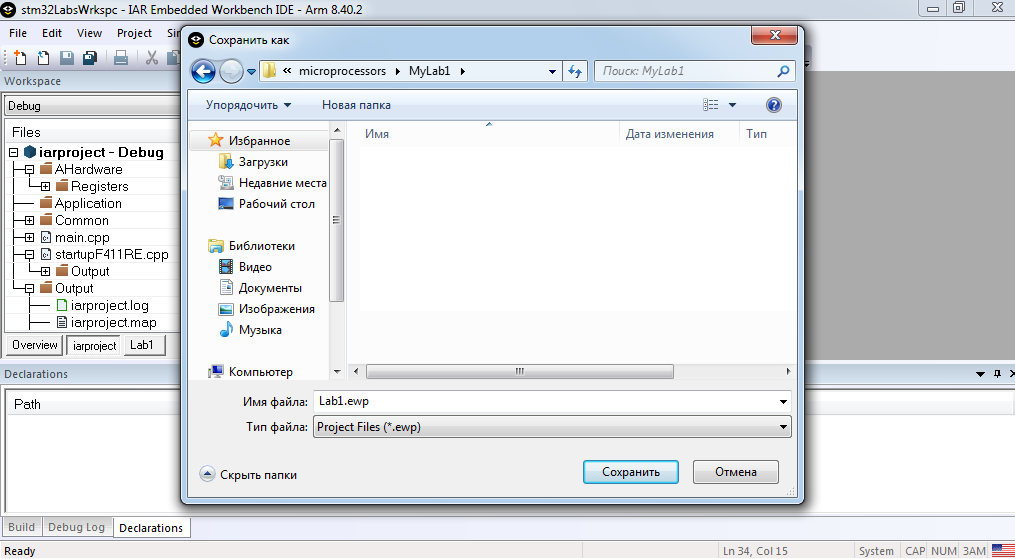 stm32LabsWrkspc - IAR Embedded Workbench IDE - Arm 8.40.2
File Edit View Project Sim
Workspace
Debug
Files
iarproject - Debug
AHardware
Registers
Application
Common
main.cpp
startupF411RE.cpp
Output
Output
iarproject.log
iarproject.map
Overview iarproject Lab1
Сохранить как
« microprocessors MyLab1
Поиск: MyLab1
Упорядочить Новая папка
Избранное
Загрузки
Недавние места
Рабочий стол
Библиотеки
Видео
Документы
Изображения
Музыка
Компьютер
Имя Дата изменения Тип
Имя файла: Lab1.ewp
Тип файла: Project Files (*.ewp)
Скрыть папки Сохранить Отмена
Declarations
Path
Build Debug Log Declarations
Ready Ln 34, Col 15 System CAP NUM ЗАМ